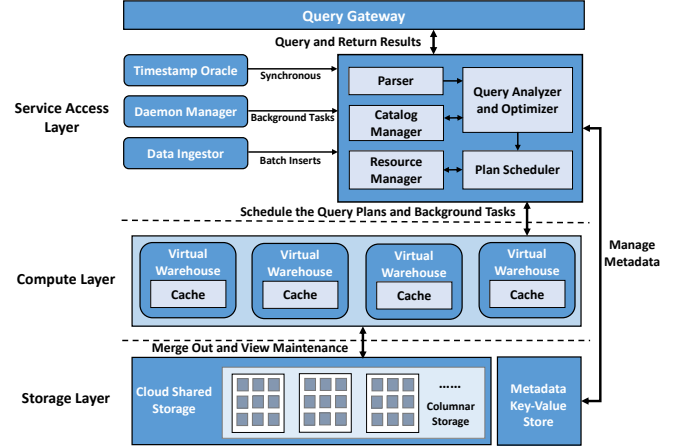 Query Gateway
Query and Return Results
Service Access
Layer
Timestamp Oracle
Synchronous
Daemon Manager
Background Tasks
Data Ingestor
Batch Inserts
Parser
Catalog
Manager
Resource
Manager
Query Analyzer
and Optimizer
Plan Scheduler
Schedule the Query Plans and Background Tasks
Manage
Metadata
Compute Layer
Virtual
Warehouse
Cache
Virtual
Warehouse
Cache
Virtual
Warehouse
Cache
Virtual
Warehouse
Cache
Merge Out and View Maintenance
Storage Layer
Cloud Shared
Storage
......
Columnar
Storage
Metadata
Key-Value
Store